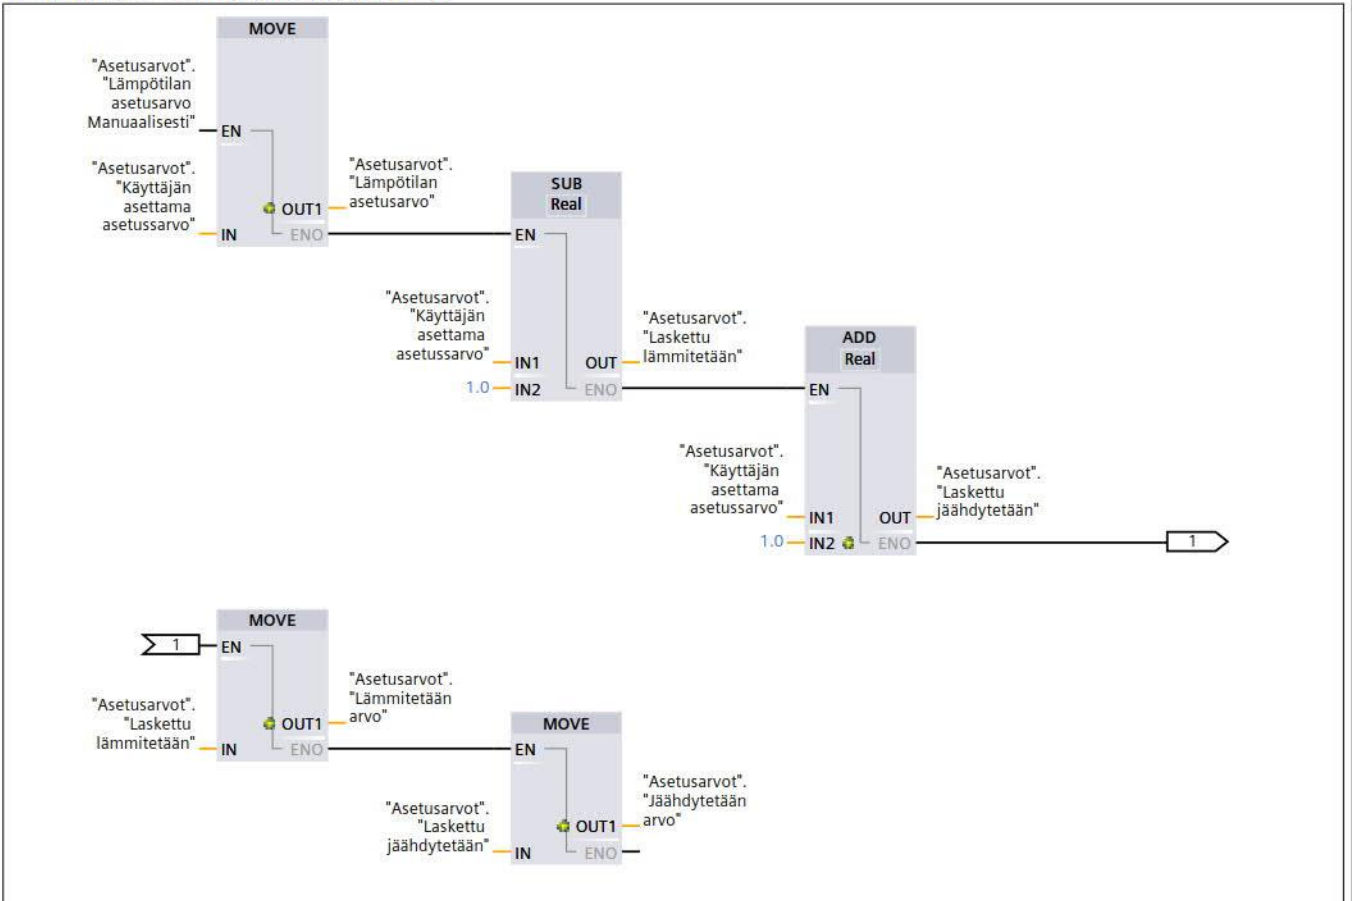 MOVE
"Asetusarvot".
"Lämpötilan
asetusarvo
Manuaalisesti"
EN
"Asetusarvot".
"Käyttäjän
asettama
asetussarvo"
IN
OUT1
ENO
"Asetusarvot".
"Lämpötilan
asetusarvo"
SUB
Real
EN
"Asetusarvot".
"Käyttäjän
asettama
asetussarvo"
IN1
1.0
IN2
OUT
ENO
"Asetusarvot".
"Laskettu
lämmitetään"
ADD
Real
EN
"Asetusarvot".
"Käyttäjän
asettama
asetussarvo"
IN1
1.0
IN2
OUT
ENO
"Asetusarvot".
"Laskettu
jäähdytetään"
1
MOVE
1
EN
"Asetusarvot".
"Laskettu
lämmitetään"
IN
OUT1
ENO
"Asetusarvot".
"Lämmitetään
arvo"
MOVE
EN
"Asetusarvot".
"Laskettu
jäähdytetään"
IN
OUT1
ENO
"Asetusarvot".
"Jäähdytetään
arvo"